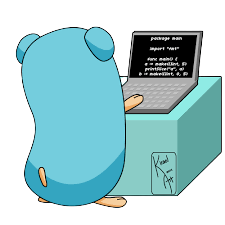 package main
import "fmt"
func main() {
a := make([]int, 5)
printSlice("a", a)
b := make([]int, 0, 5)